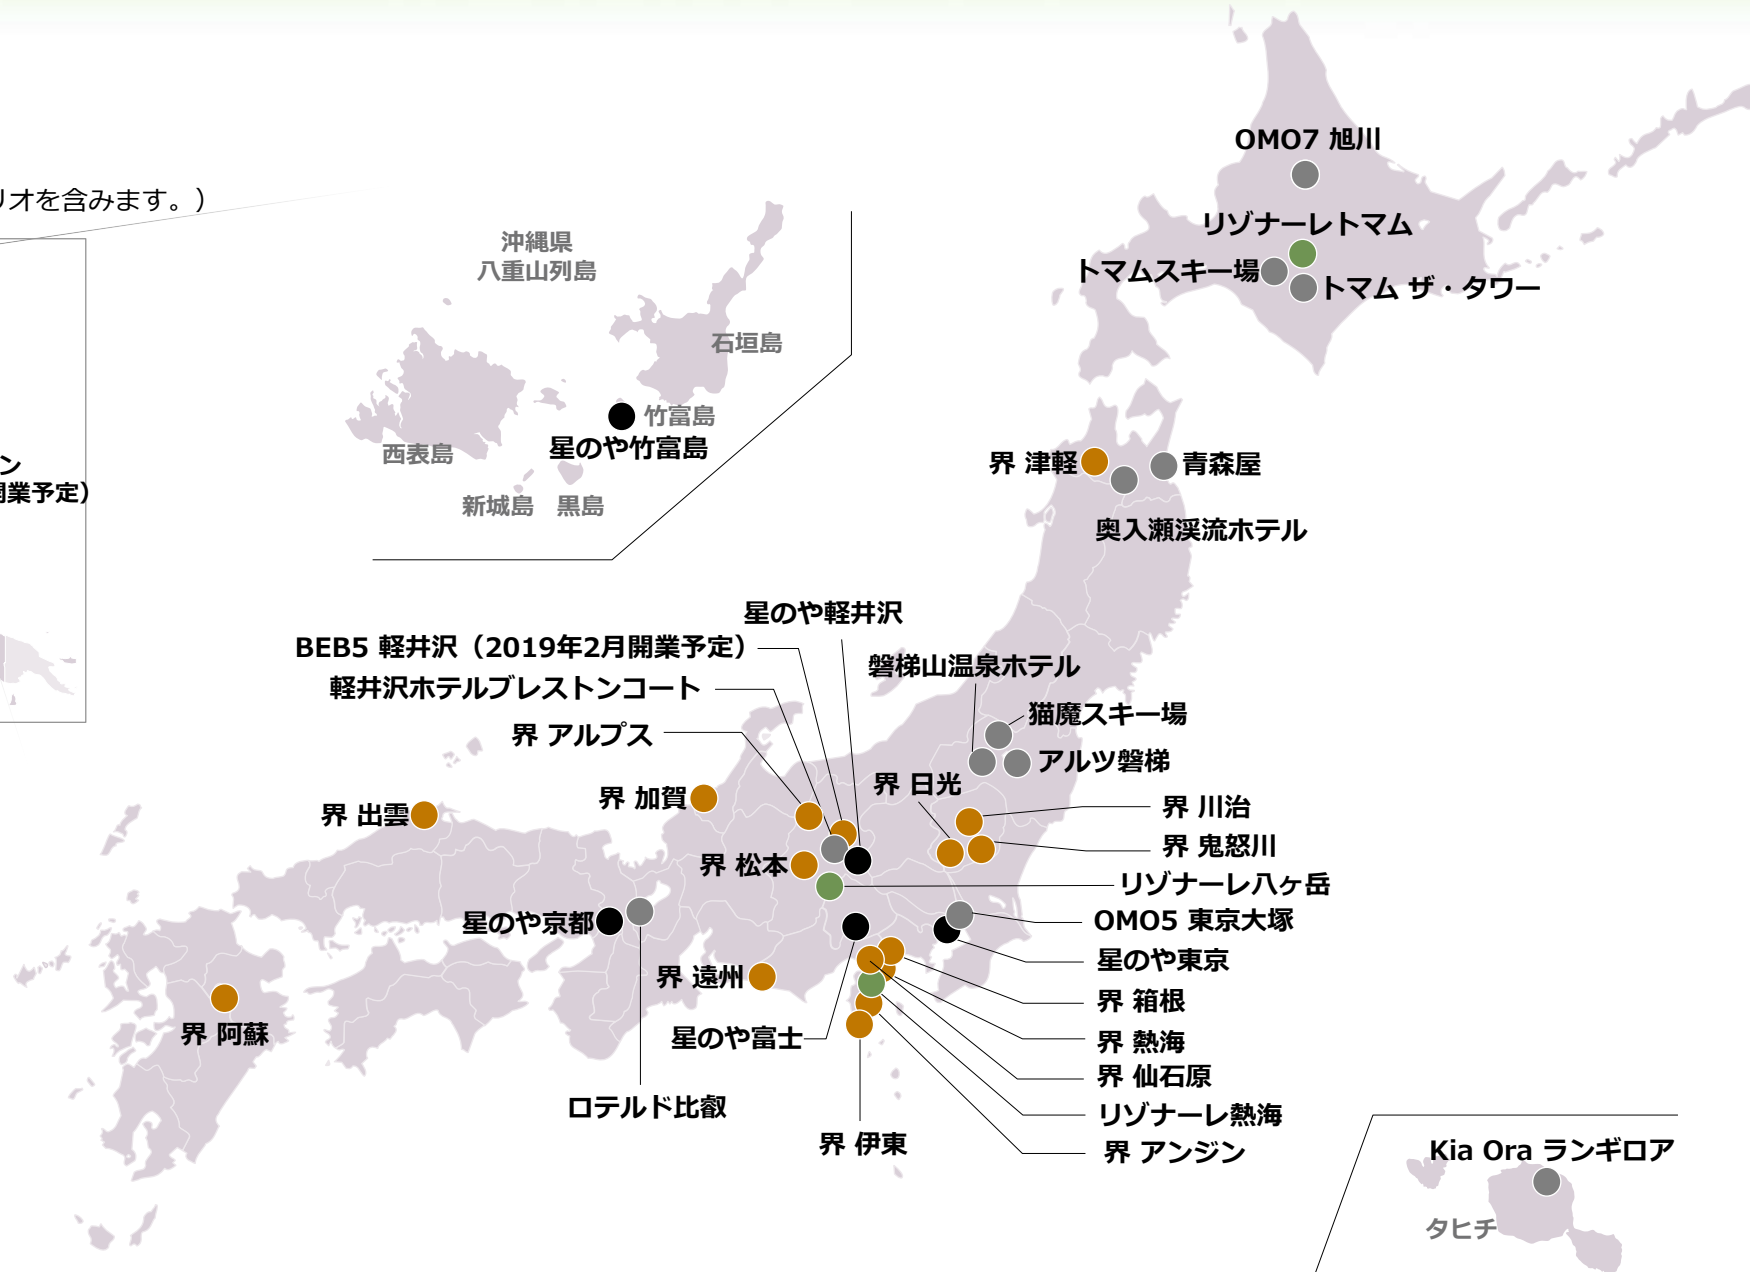 リオを含みます。）
ン
開業予定）
沖縄県
八重山列島
石垣島
竹富島
星のや竹富島
西表島
新城島 黒島
OMO7 旭川
リゾナーレトマム
トマムスキー場
トマム ザ・タワー
界 津軽
青森屋
奥入瀬渓流ホテル
星のや軽井沢
BEB5 軽井沢（2019年2月開業予定）
軽井沢ホテルブレストンコート
界 アルプス
磐梯山温泉ホテル
猫魔スキー場
アルツ磐梯
界 日光
界 加賀
界 出雲
界 川治
界 鬼怒川
界 松本
リゾナーレ八ヶ岳
星のや京都
OMO5 東京大塚
星のや東京
界 遠州
界 箱根
界 阿蘇
星のや富士
界 熱海
界 仙石原
ロテルド比叡
リゾナーレ熱海
界 伊東
界 アンジン
Kia Ora ランギロア
タヒチ